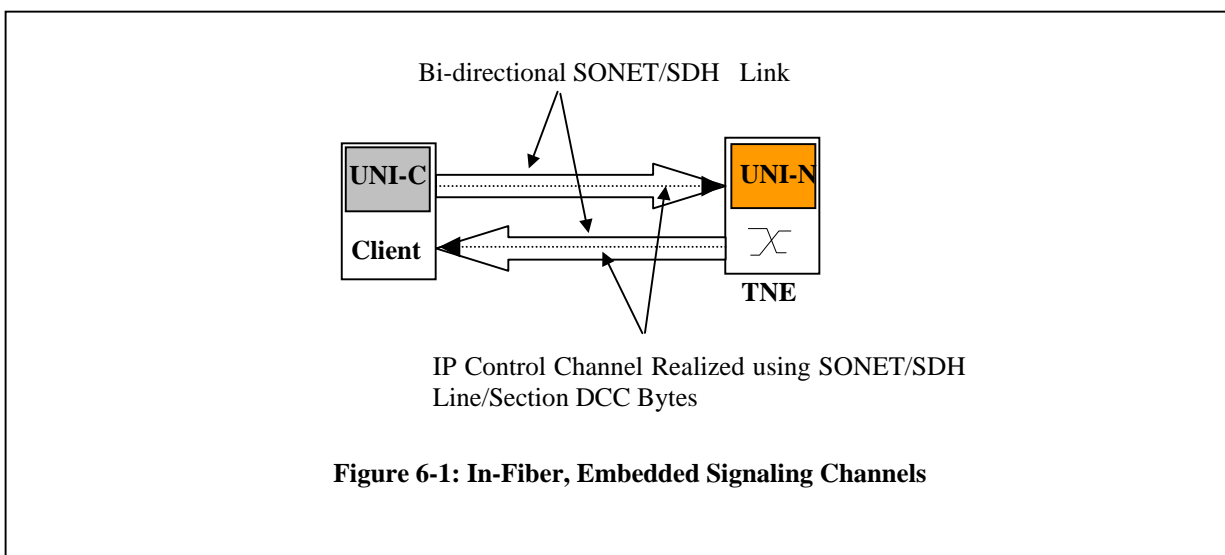 Bi-directional SONET/SDH Link
UNI-C
UNI-N
Client
TNE
IP Control Channel Realized using SONET/SDH
Line/Section DCC Bytes
Figure 6-1: In-Fiber, Embedded Signaling Channels